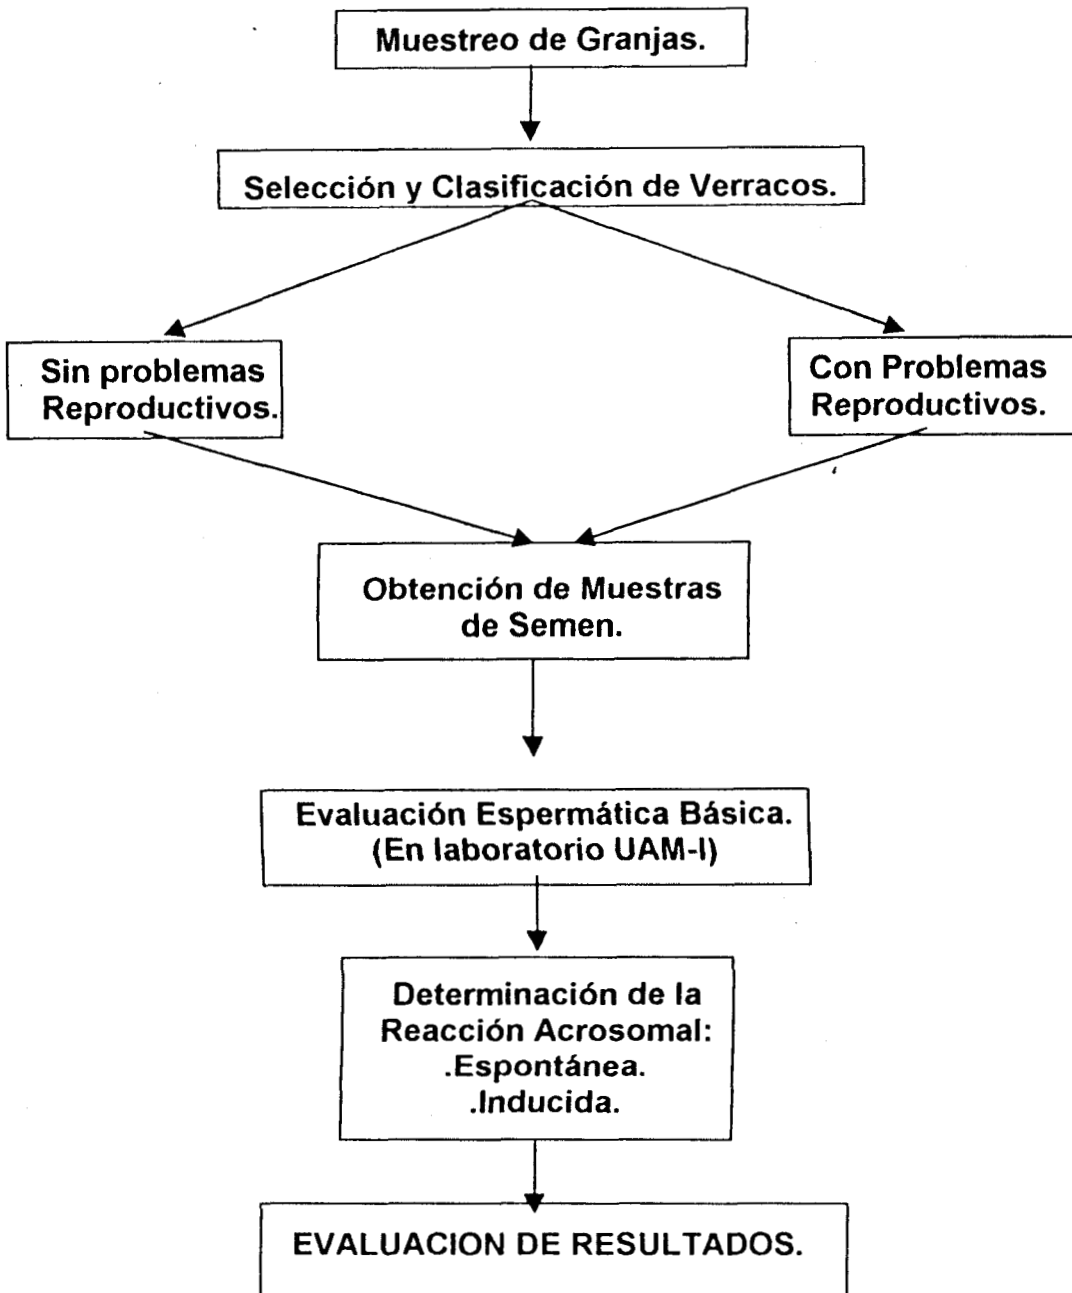 Muestreo de Granjas.
Selección y Clasificación de Verracos.
Sin problemas
Reproductivos.
Con Problemas
Reproductivos.
Obtención de Muestras
de Semen.
Evaluación Espermática Básica.
(En laboratorio UAM-I)
Determinación de la
Reacción Acrosomal:
.Espontánea.
.Inducida.
EVALUACION DE RESULTADOS.